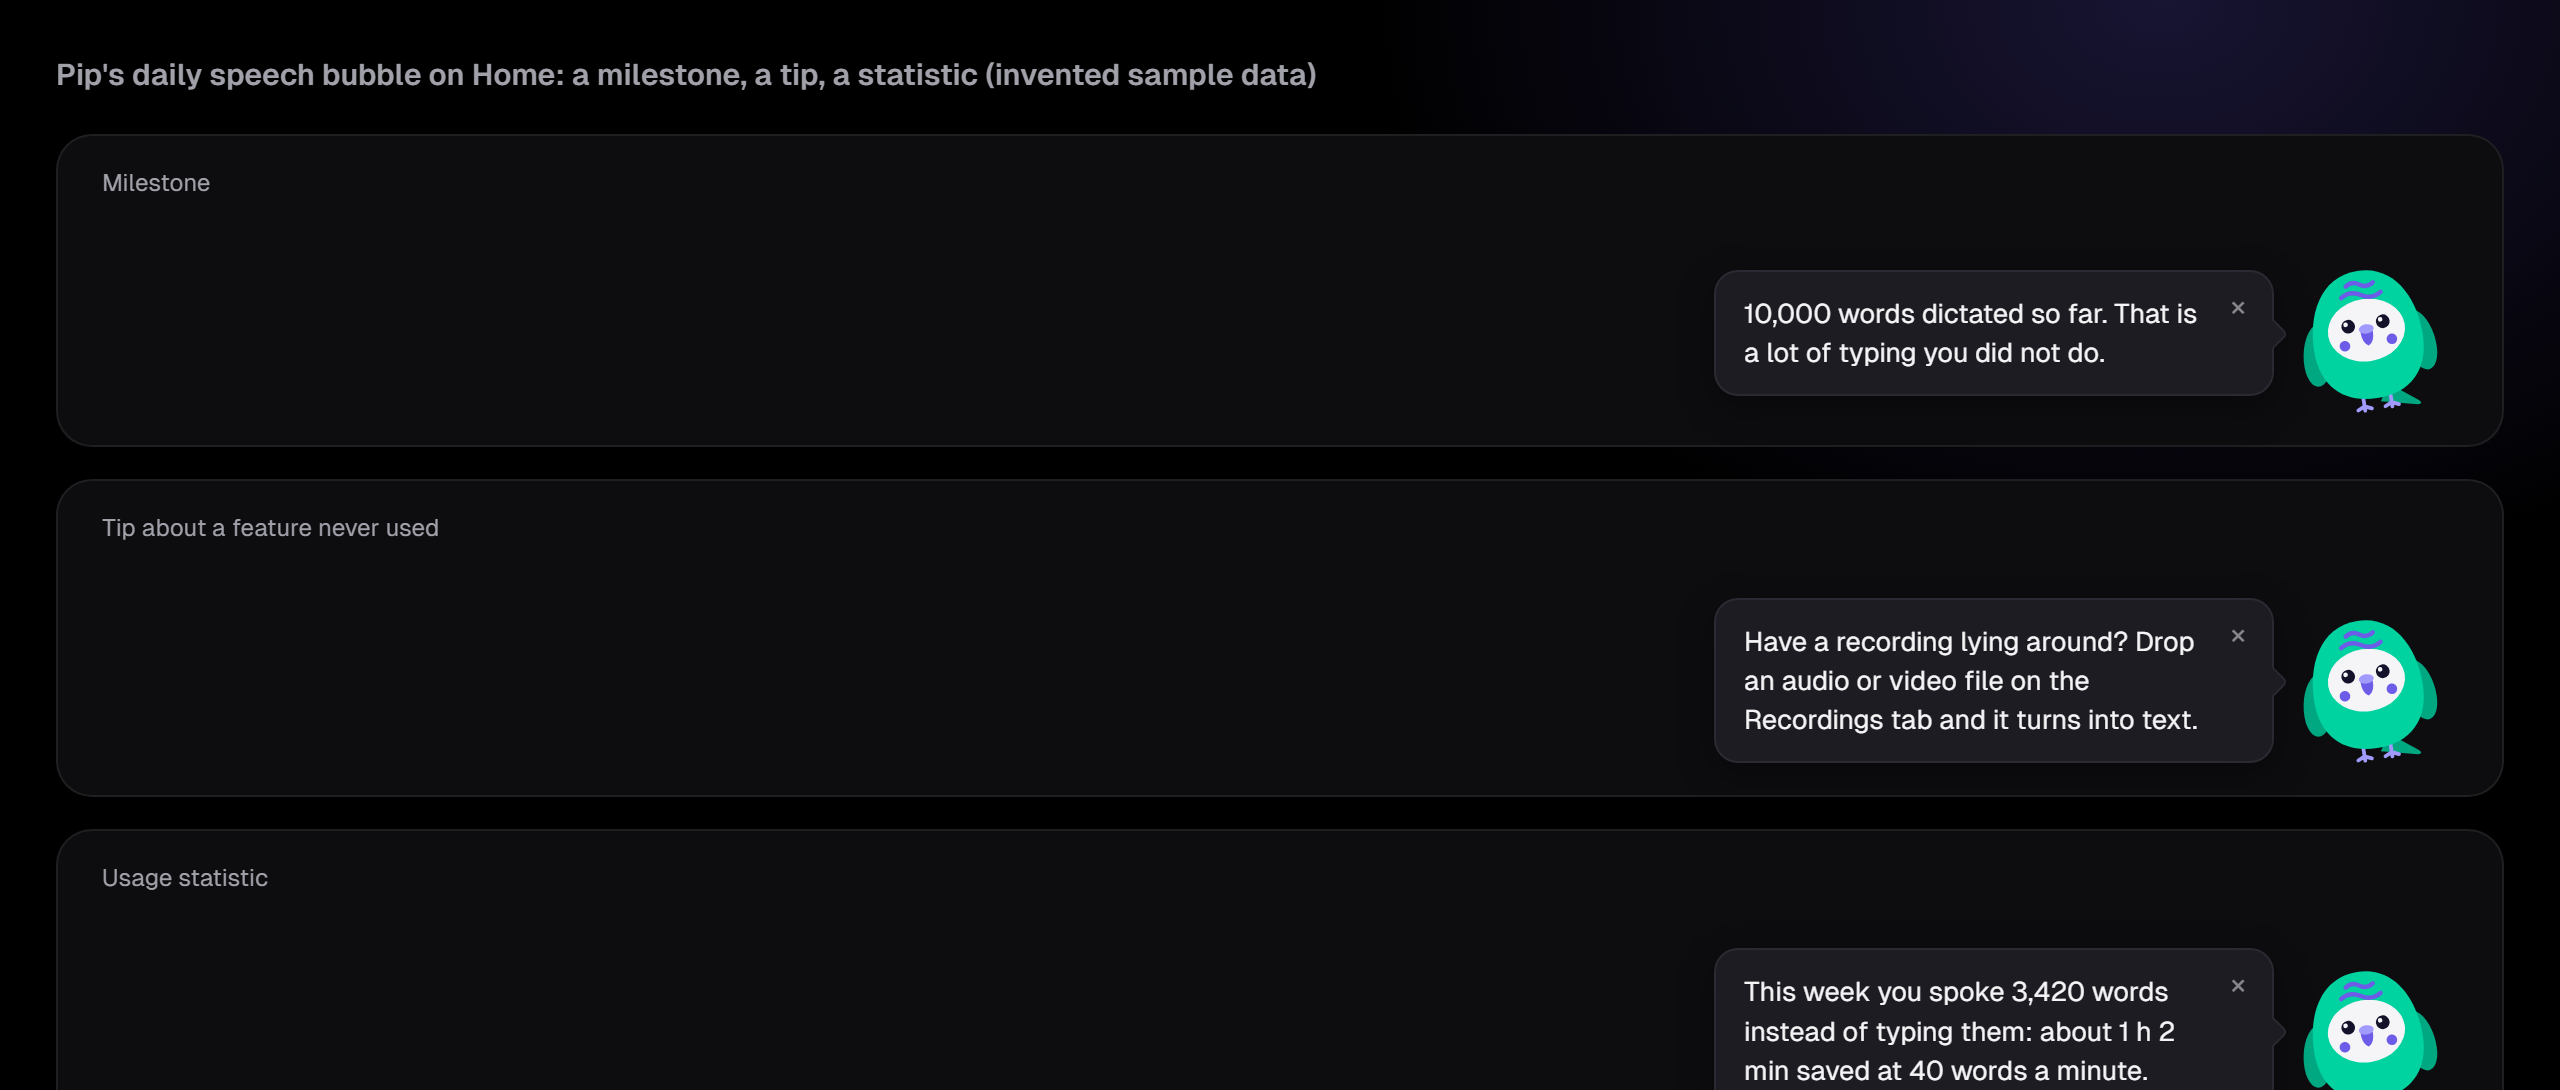 Pip's daily speech bubble on Home: a milestone, a tip, a statistic (invented sample data)
Milestone
10,000 words dictated so far. That is
a lot of typing you did not do.
×
Tip about a feature never used
Have a recording lying around? Drop
an audio or video file on the
Recordings tab and it turns into text.
×
Usage statistic
This week you spoke 3,420 words
instead of typing them: about 1 h 2
min saved at 40 words a minute.
×